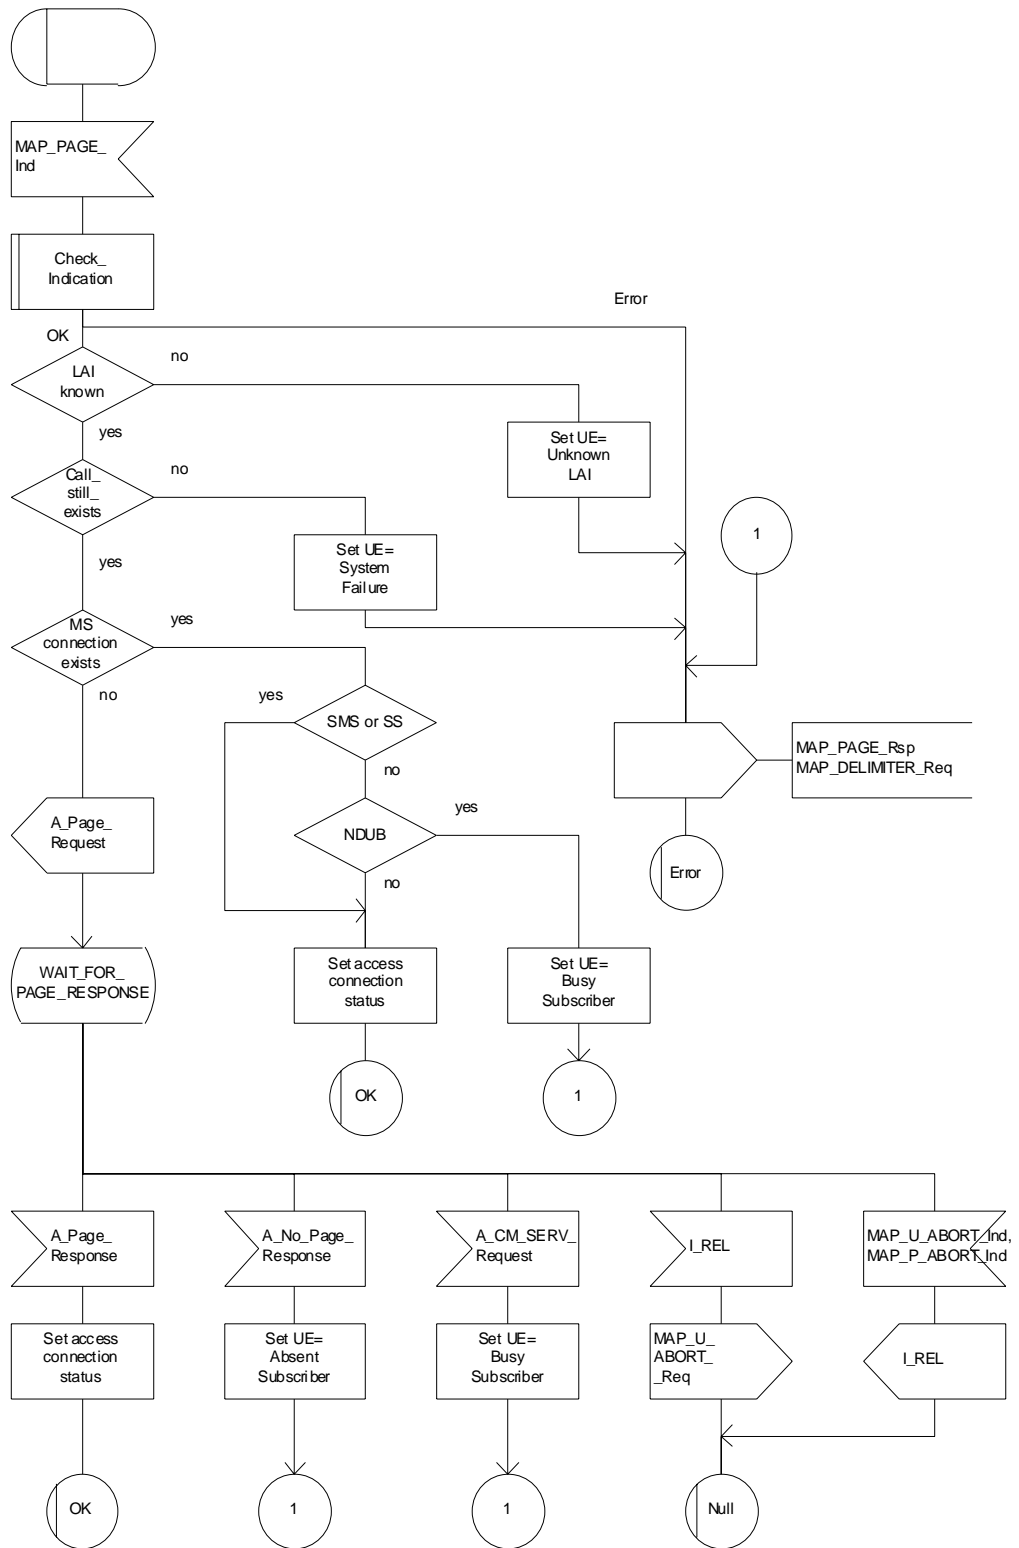 MAP_PAGE_
Ind
Check_
Indication
Error
OK
no
LAI
known
yes
Set UE=
Unknown
LAI
no
Call_
still_
exists
1
yes
Set UE=
System
Failure
yes
MS
connection
exists
no
yes
SMS or SS
no
MAP_PAGE_Rsp
MAP_DELIMITER_Req
A_Page_
Request
yes
NDUB
no
Error
WAIT_FOR_
PAGE_RESPONSE
Set access
connection
status
Set UE=
Busy
Subscriber
OK
1
A_Page_
Response
A_No_Page_
Response
A_CM_SERV_
Request
I_REL
MAP_U_ABORT_Ind,
MAP_P_ABORT_Ind
Set access
connection
status
Set UE=
Absent
Subscriber
Set UE=
Busy
Subscriber
MAP_U_
ABORT_
_Req
I_REL
OK
1
1
Null